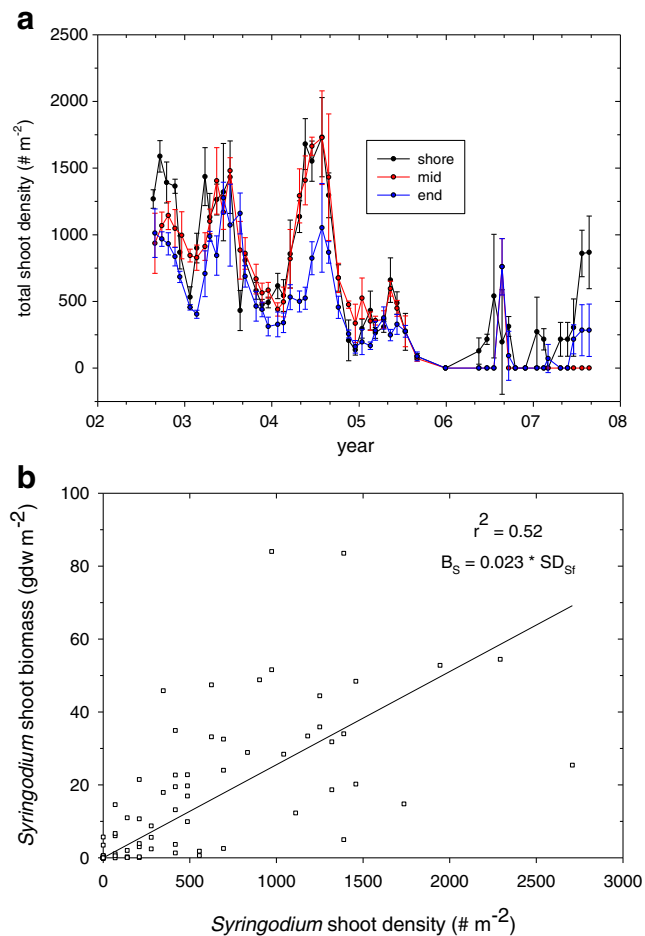 a
total shoot density (# m-2)
2500
2000
1500
1000
500
0
shore
mid
end
02 03 04 05 06 07 08
year
b
Syringodium shoot biomass (gdw m-2)
100
80
60
40
20
0
r2 = 0.52
BS = 0.023 * SDSf
0 500 1000 1500 2000 2500 3000
Syringodium shoot density (# m-2)